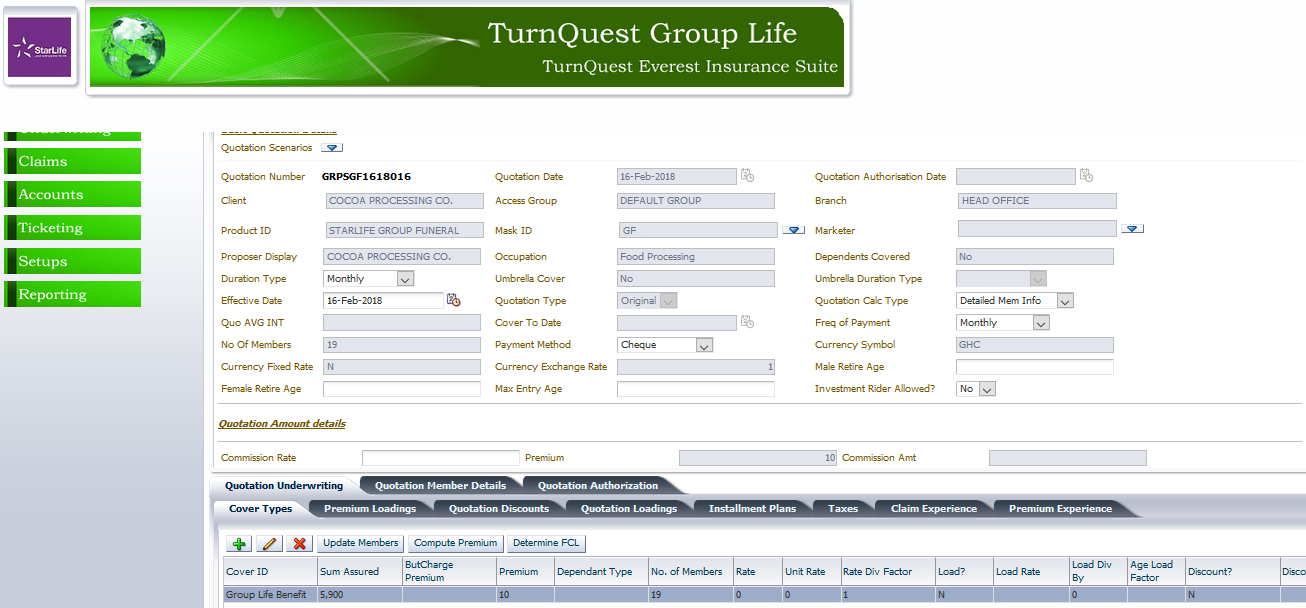 StarLife
TurnQuest Group Life
TurnQuest Everest Insurance Suite
Claims
Accounts
Ticketing
Setups
Reporting
Quotation Scenarios
Quotation Number GRPSGF1618016 Quotation Date 16-Feb-2018 Quotation Authorisation Date
Client COCOA PROCESSING CO. Access Group DEFAULT GROUP Branch HEAD OFFICE
Product ID STARLIFE GROUP FUNERAL Mask ID GF Marketer
Proposer Display COCOA PROCESSING CO. Occupation Food Processing Dependents Covered No
Duration Type Monthly Umbrella Cover No Umbrella Duration Type
Effective Date 16-Feb-2018 Quotation Type Original Quotation Calc Type Detailed Mem Info
Quo AVG INT Cover To Date Freq of Payment Monthly
No Of Members 19 Payment Method Cheque Currency Symbol GHC
Currency Fixed Rate N Currency Exchange Rate 1 Male Retire Age
Female Retire Age Max Entry Age Investment Rider Allowed? No
Quotation Amount details
Commission Rate Premium 10 Commission Amt
Quotation Underwriting Quotation Member Details Quotation Authorization
Cover Types Premium Loadings Quotation Discounts Quotation Loadings Installment Plans Taxes Claim Experience Premium Experience
Update Members Compute Premium Determine FCL
Cover ID Sum Assured ButCharge Premium Premium Dependant Type No. of Members Rate Unit Rate Rate Div Factor Load? Load Rate Load Div By Age Load Factor Discount? Disco
Group Life Benefit 5,900 10 19 0 0 1 N 0 N